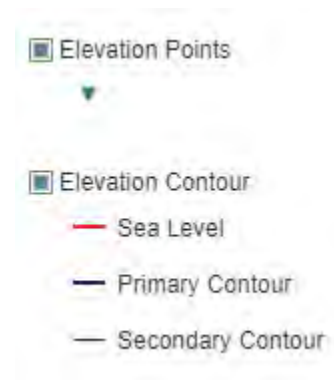 Elevation Points
Elevation Contour
Sea Level
Primary Contour
Secondary Contour